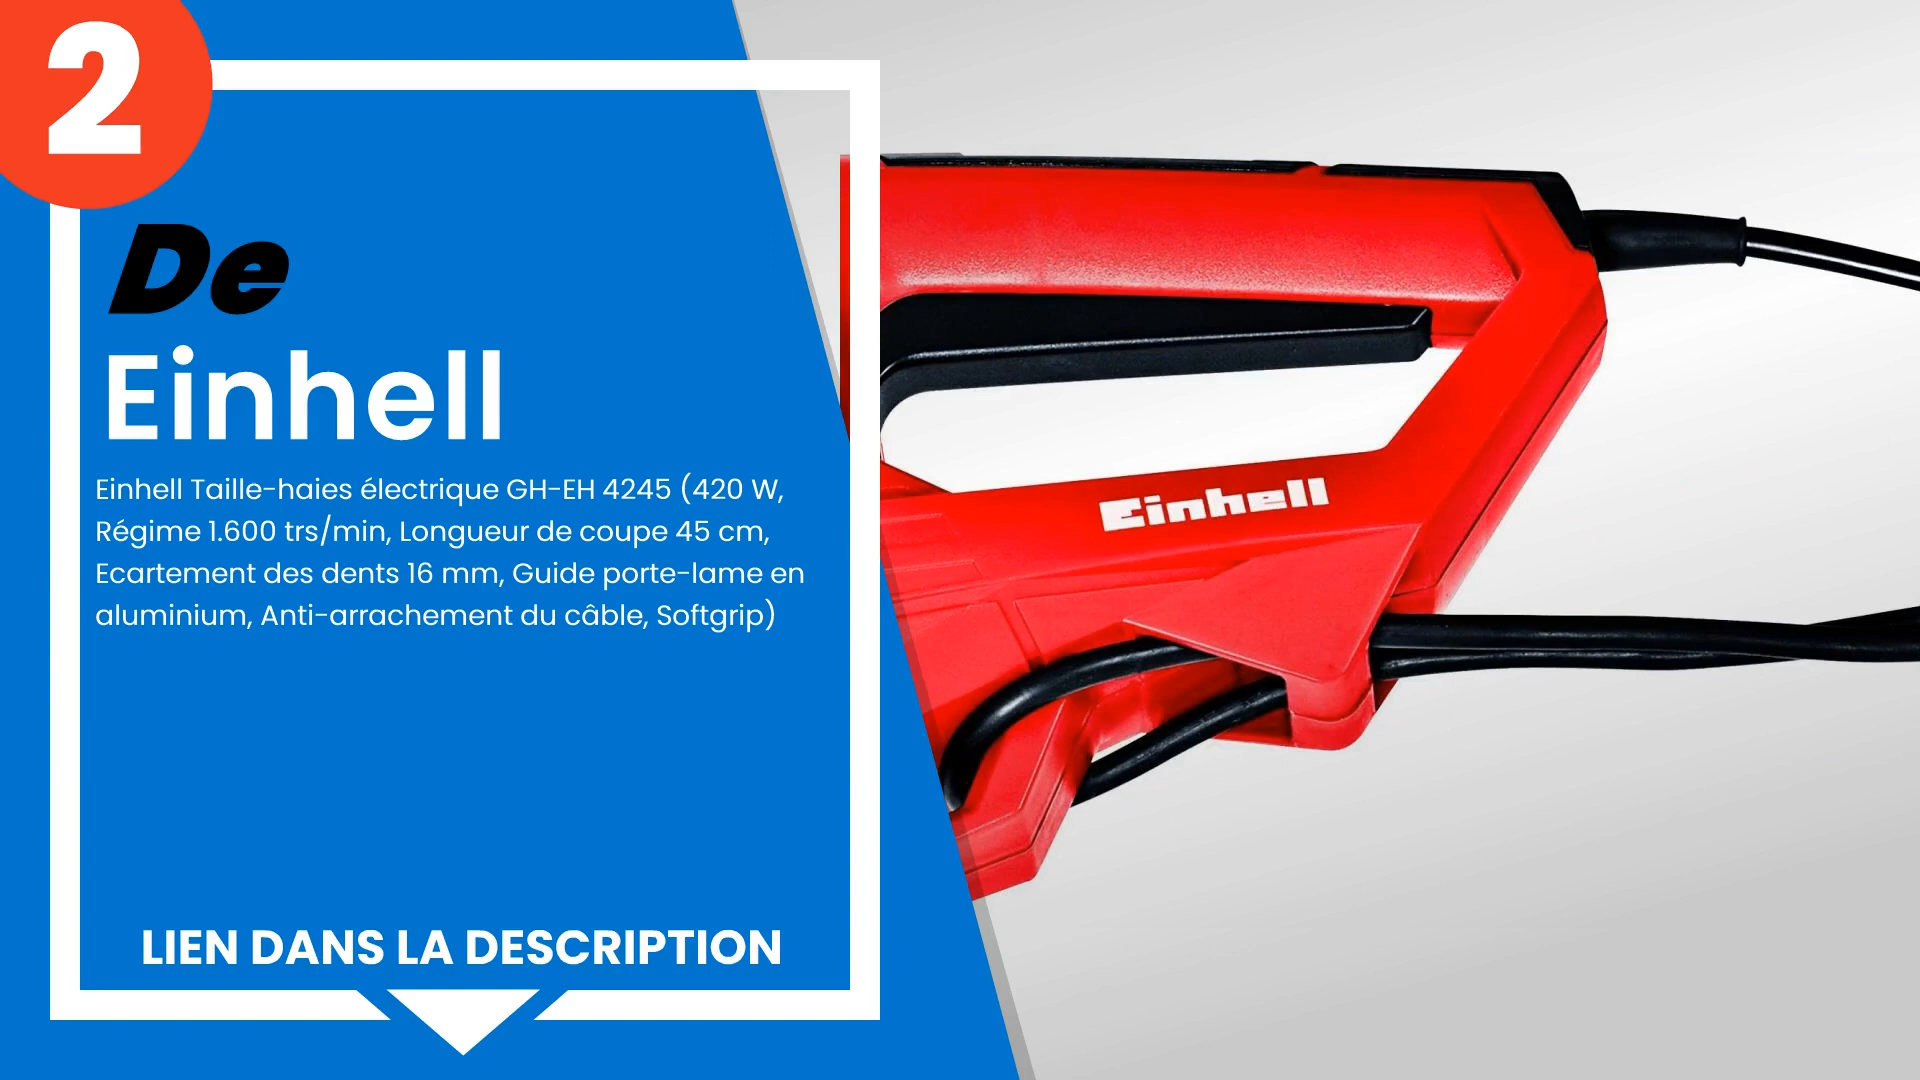 2
De
Einhell
Einhell Taille-haies électrique GH-EH 4245 (420 W,
Régime 1.600 trs/min, Longueur de coupe 45 cm,
Ecartement des dents 16 mm, Guide porte-lame en
aluminium, Anti-arrachement du câble, Softgrip)
LIEN DANS LA DESCRIPTION
Einhell